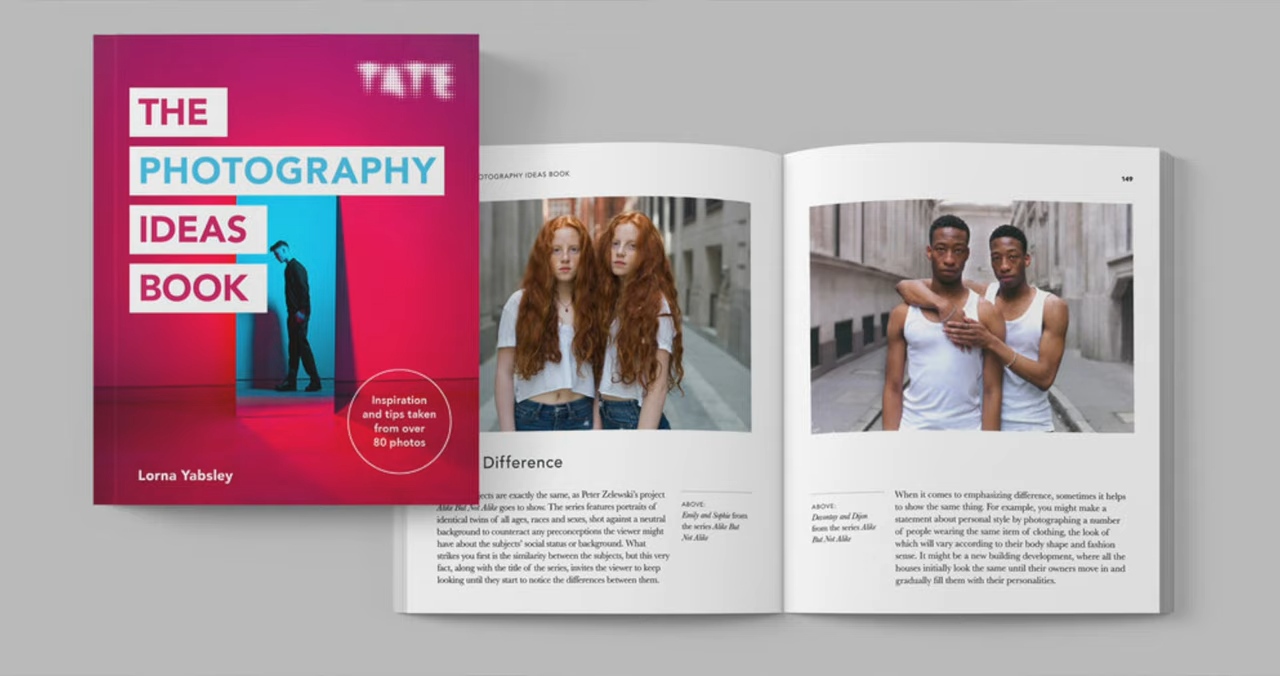 TATE
THE
PHOTOGRAPHY
IDEAS
BOOK
Inspiration
and tips taken
from over
80 photos
Lorna Yabsley
OTOGRAPHY IDEAS BOOK
Difference
ects are exactly the same, as Peter Zelewski's project
Alike But Not Alike goes to show. The series features portraits of
identical twins of all ages, races and sexes, shot against a neutral
background to counteract any preconceptions the viewer might
have about the subjects' social status or background. What
strikes you first is the similarity between the subjects, but this very
fact, along with the title of the series, invites the viewer to keep
looking until they start to notice the differences between them.
ABOVE:
Emily and Sophie from
the series Alike But
Not Alike
149
ABOVE:
Davontay and Dijon
from the series Alike
But Not Alike
When it comes to emphasizing difference, sometimes it helps
to show the same thing. For example, you might make a
statement about personal style by photographing a number
of people wearing the same item of clothing, the look of
which will vary according to their body shape and fashion
sense. It might be a new building development, where all the
houses initially look the same until their owners move in and
gradually fill them with their personalities.